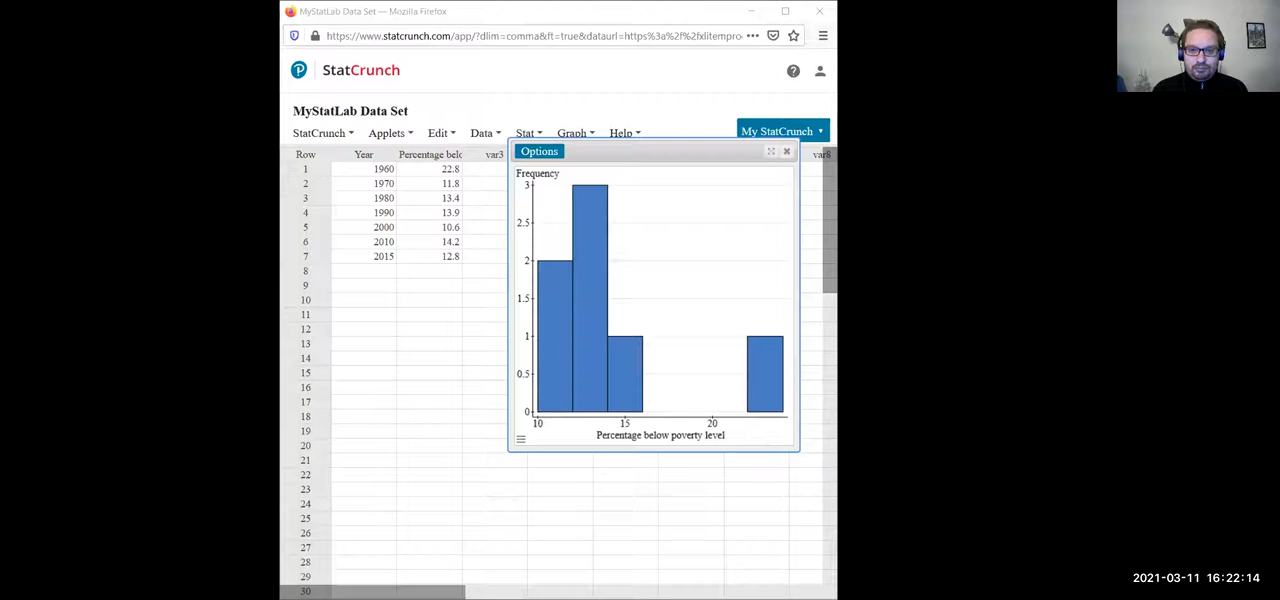 MyStatLab Data Set — Mozilla Firefox
https://www.statcrunch.com/app/?dlim=comma&ft=true&dataurl=https%3a%2f%2fxlitempro
StatCrunch
MyStatLab Data Set
StatCrunch Applets Edit Data Stat Graph Help My StatCrunch
Row Year Percentage belo var3 var8
1 1960 22.8
2 1970 11.8
3 1980 13.4
4 1990 13.9
5 2000 10.6
6 2010 14.2
7 2015 12.8
8
9
10
11
12
13
14
15
16
17
18
19
20
21
22
23
24
25
26
27
28
29
30
Options
Frequency
3
2.5
2
1.5
1
0.5
0
10 15 20
Percentage below poverty level
2021-03-11 16:22:14